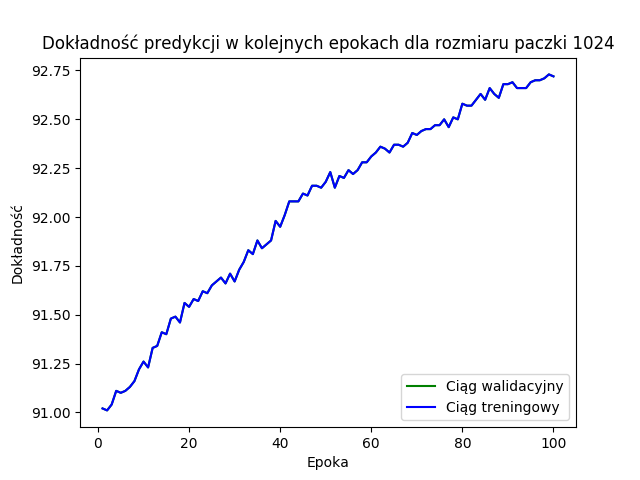 Dokładność predykcji w kolejnych epokach dla rozmiaru paczki 1024
92.75
92.50
92.25
92.00
91.75
91.50
91.25
91.00
Dokładność
0
20
40
60
80
100
Epoka
Ciąg walidacyjny
Ciąg treningowy